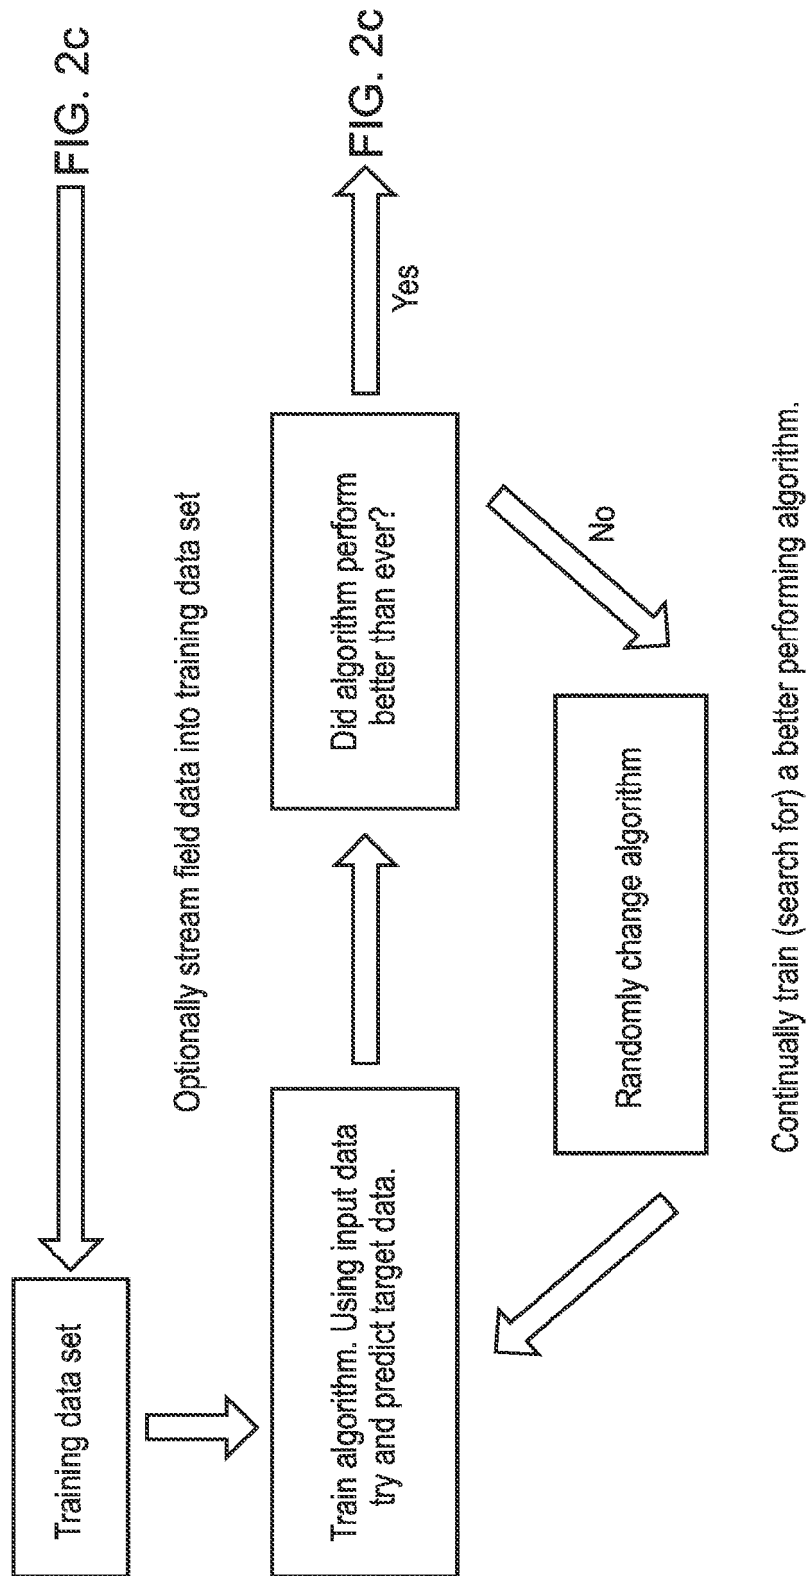 Training data set
FIG. 2c
Optionally stream field data into training data set
Train algorithm. Using input data
try and predict target data.
Did algorithm perform
better than ever?
Yes
FIG. 2c
No
Randomly change algorithm
Continually train (search for) a better performing algorithm.